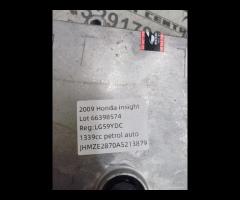 2009 Honda insight
Lot 66398574
Reg:LG59YDC
1339cc petrol auto
JHMZE2870AS213879